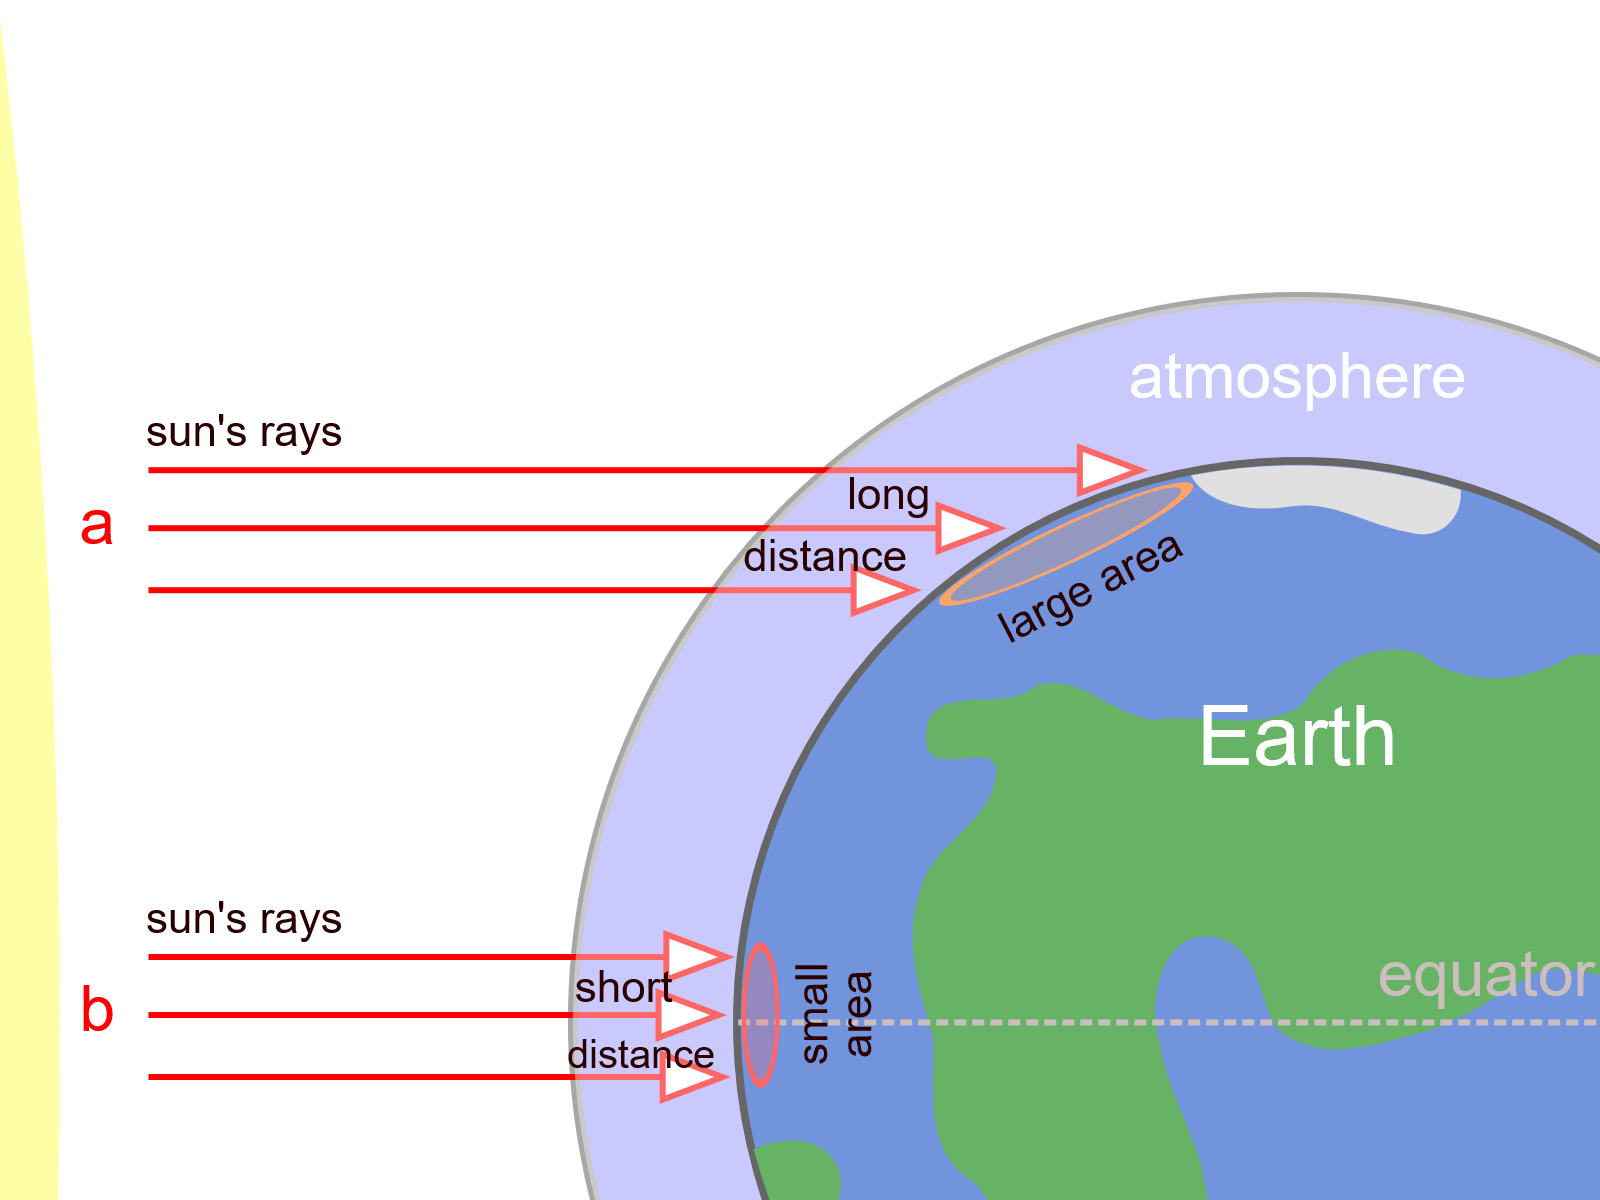 atmosphere
sun's rays
a
long
distance
large area
Earth
sun's rays
b
short
distance
small
area
equator